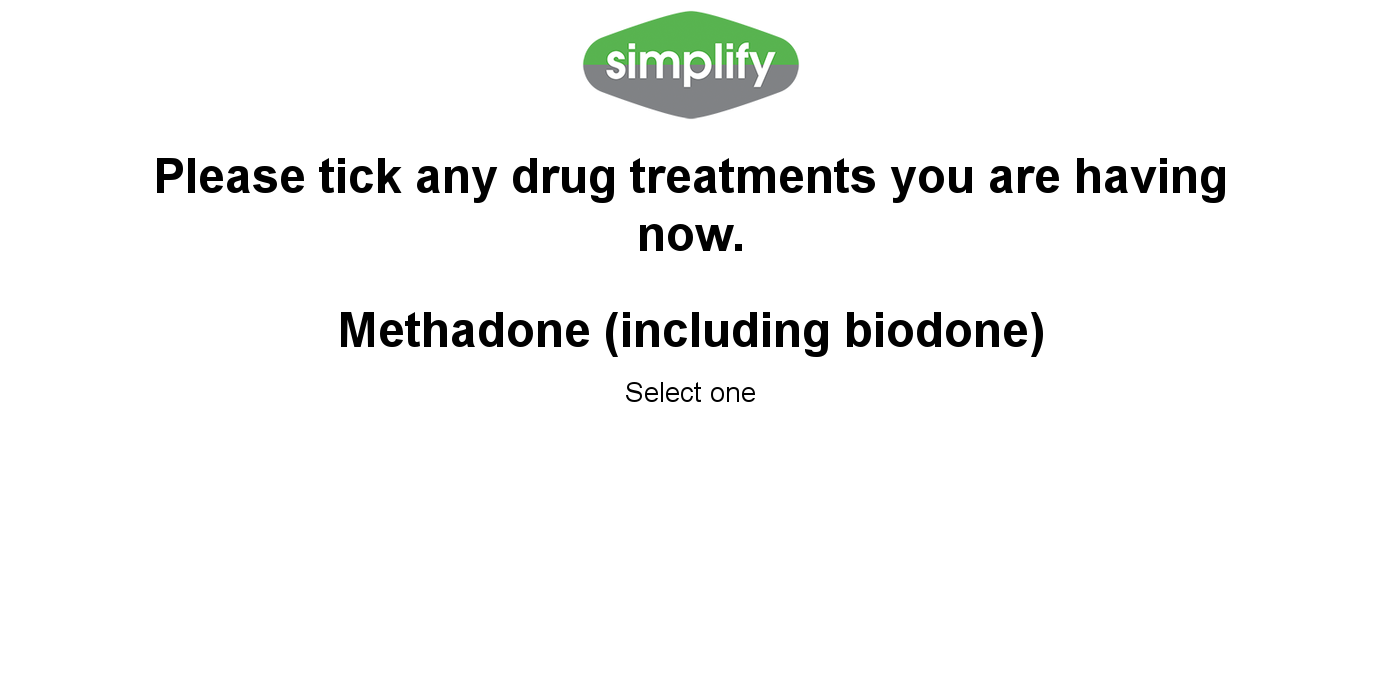 simplify
Please tick any drug treatments you are having
now.
Methadone (including biodone)
Select one